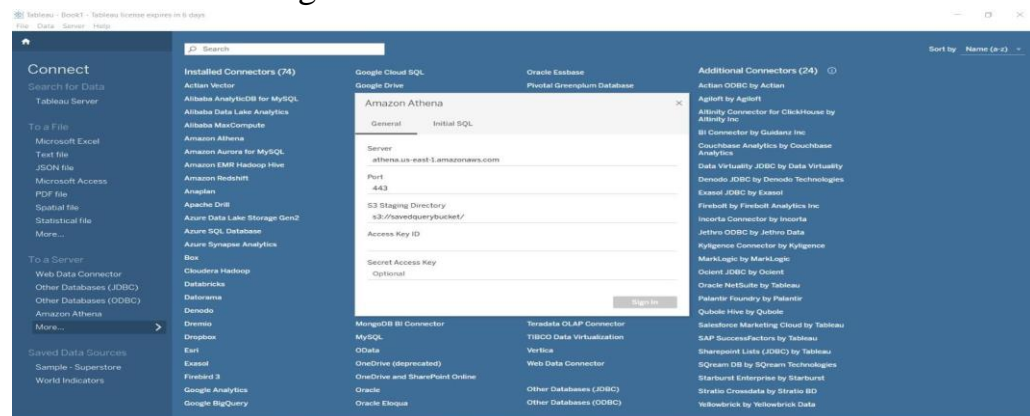 Tableau - Book1 - Tableau license expires in 6 days
File Data Server Help
Connect
Search for Data
Tableau Server
To a File
Microsoft Excel
Text file
JSON file
Microsoft Access
PDF file
Spatial file
Statistical file
More...
To a Server
Web Data Connector
Other Databases (JDBC)
Other Databases (ODBC)
Amazon Athena
More... >
Saved Data Sources
Sample - Superstore
World Indicators
Search
Sort by Name (a-z)
Installed Connectors (74)
Actian Vector
Alibaba AnalyticDB for MySQL
Alibaba Data Lake Analytics
Alibaba MaxCompute
Amazon Athena
Amazon Aurora for MySQL
Amazon EMR Hadoop Hive
Amazon Redshift
Anaplan
Apache Drill
Azure Data Lake Storage Gen2
Azure SQL Database
Azure Synapse Analytics
Box
Cloudera Hadoop
Databricks
Datorama
Denodo
Dremio
Dropbox
Esri
Exasol
Firebird 3
Google Analytics
Google BigQuery
Google Cloud SQL
Google Drive
MongoDB BI Connector
MySQL
OData
OneDrive (deprecated)
OneDrive and SharePoint Online
Oracle
Oracle Eloqua
Oracle Essbase
Pivotal Greenplum Database
Teradata OLAP Connector
TIBCO Data Virtualization
Vertica
Web Data Connector
Other Databases (JDBC)
Other Databases (ODBC)
Amazon Athena
General Initial SQL
Server
athena.us-east-1.amazonaws.com
Port
443
S3 Staging Directory
s3://savedquerybucket/
Access Key ID
Secret Access Key
Optional
Sign In
Additional Connectors (24)
Actian ODBC by Actian
Agiloft by Agiloft
Altinity Connector for ClickHouse by
Altinity Inc
BI Connector by Guidanz Inc
Couchbase Analytics by Couchbase
Analytics
Data Virtuality JDBC by Data Virtuality
Denodo JDBC by Denodo Technologies
Exasol JDBC by Exasol
Firebolt by Firebolt Analytics Inc
Incorta Connector by Incorta
Jethro ODBC by Jethro Data
Kyligence Connector by Kyligence
MarkLogic by MarkLogic
Ocient JDBC by Ocient
Oracle NetSuite by Tableau
Palantir Foundry by Palantir
Qubole Hive by Qubole
Salesforce Marketing Cloud by Tableau
SAP SuccessFactors by Tableau
Sharepoint Lists (JDBC) by Tableau
SQream DB by SQream Technologies
Starburst Enterprise by Starburst
Stratio Crossdata by Stratio BD
Yellowbrick by Yellowbrick Data